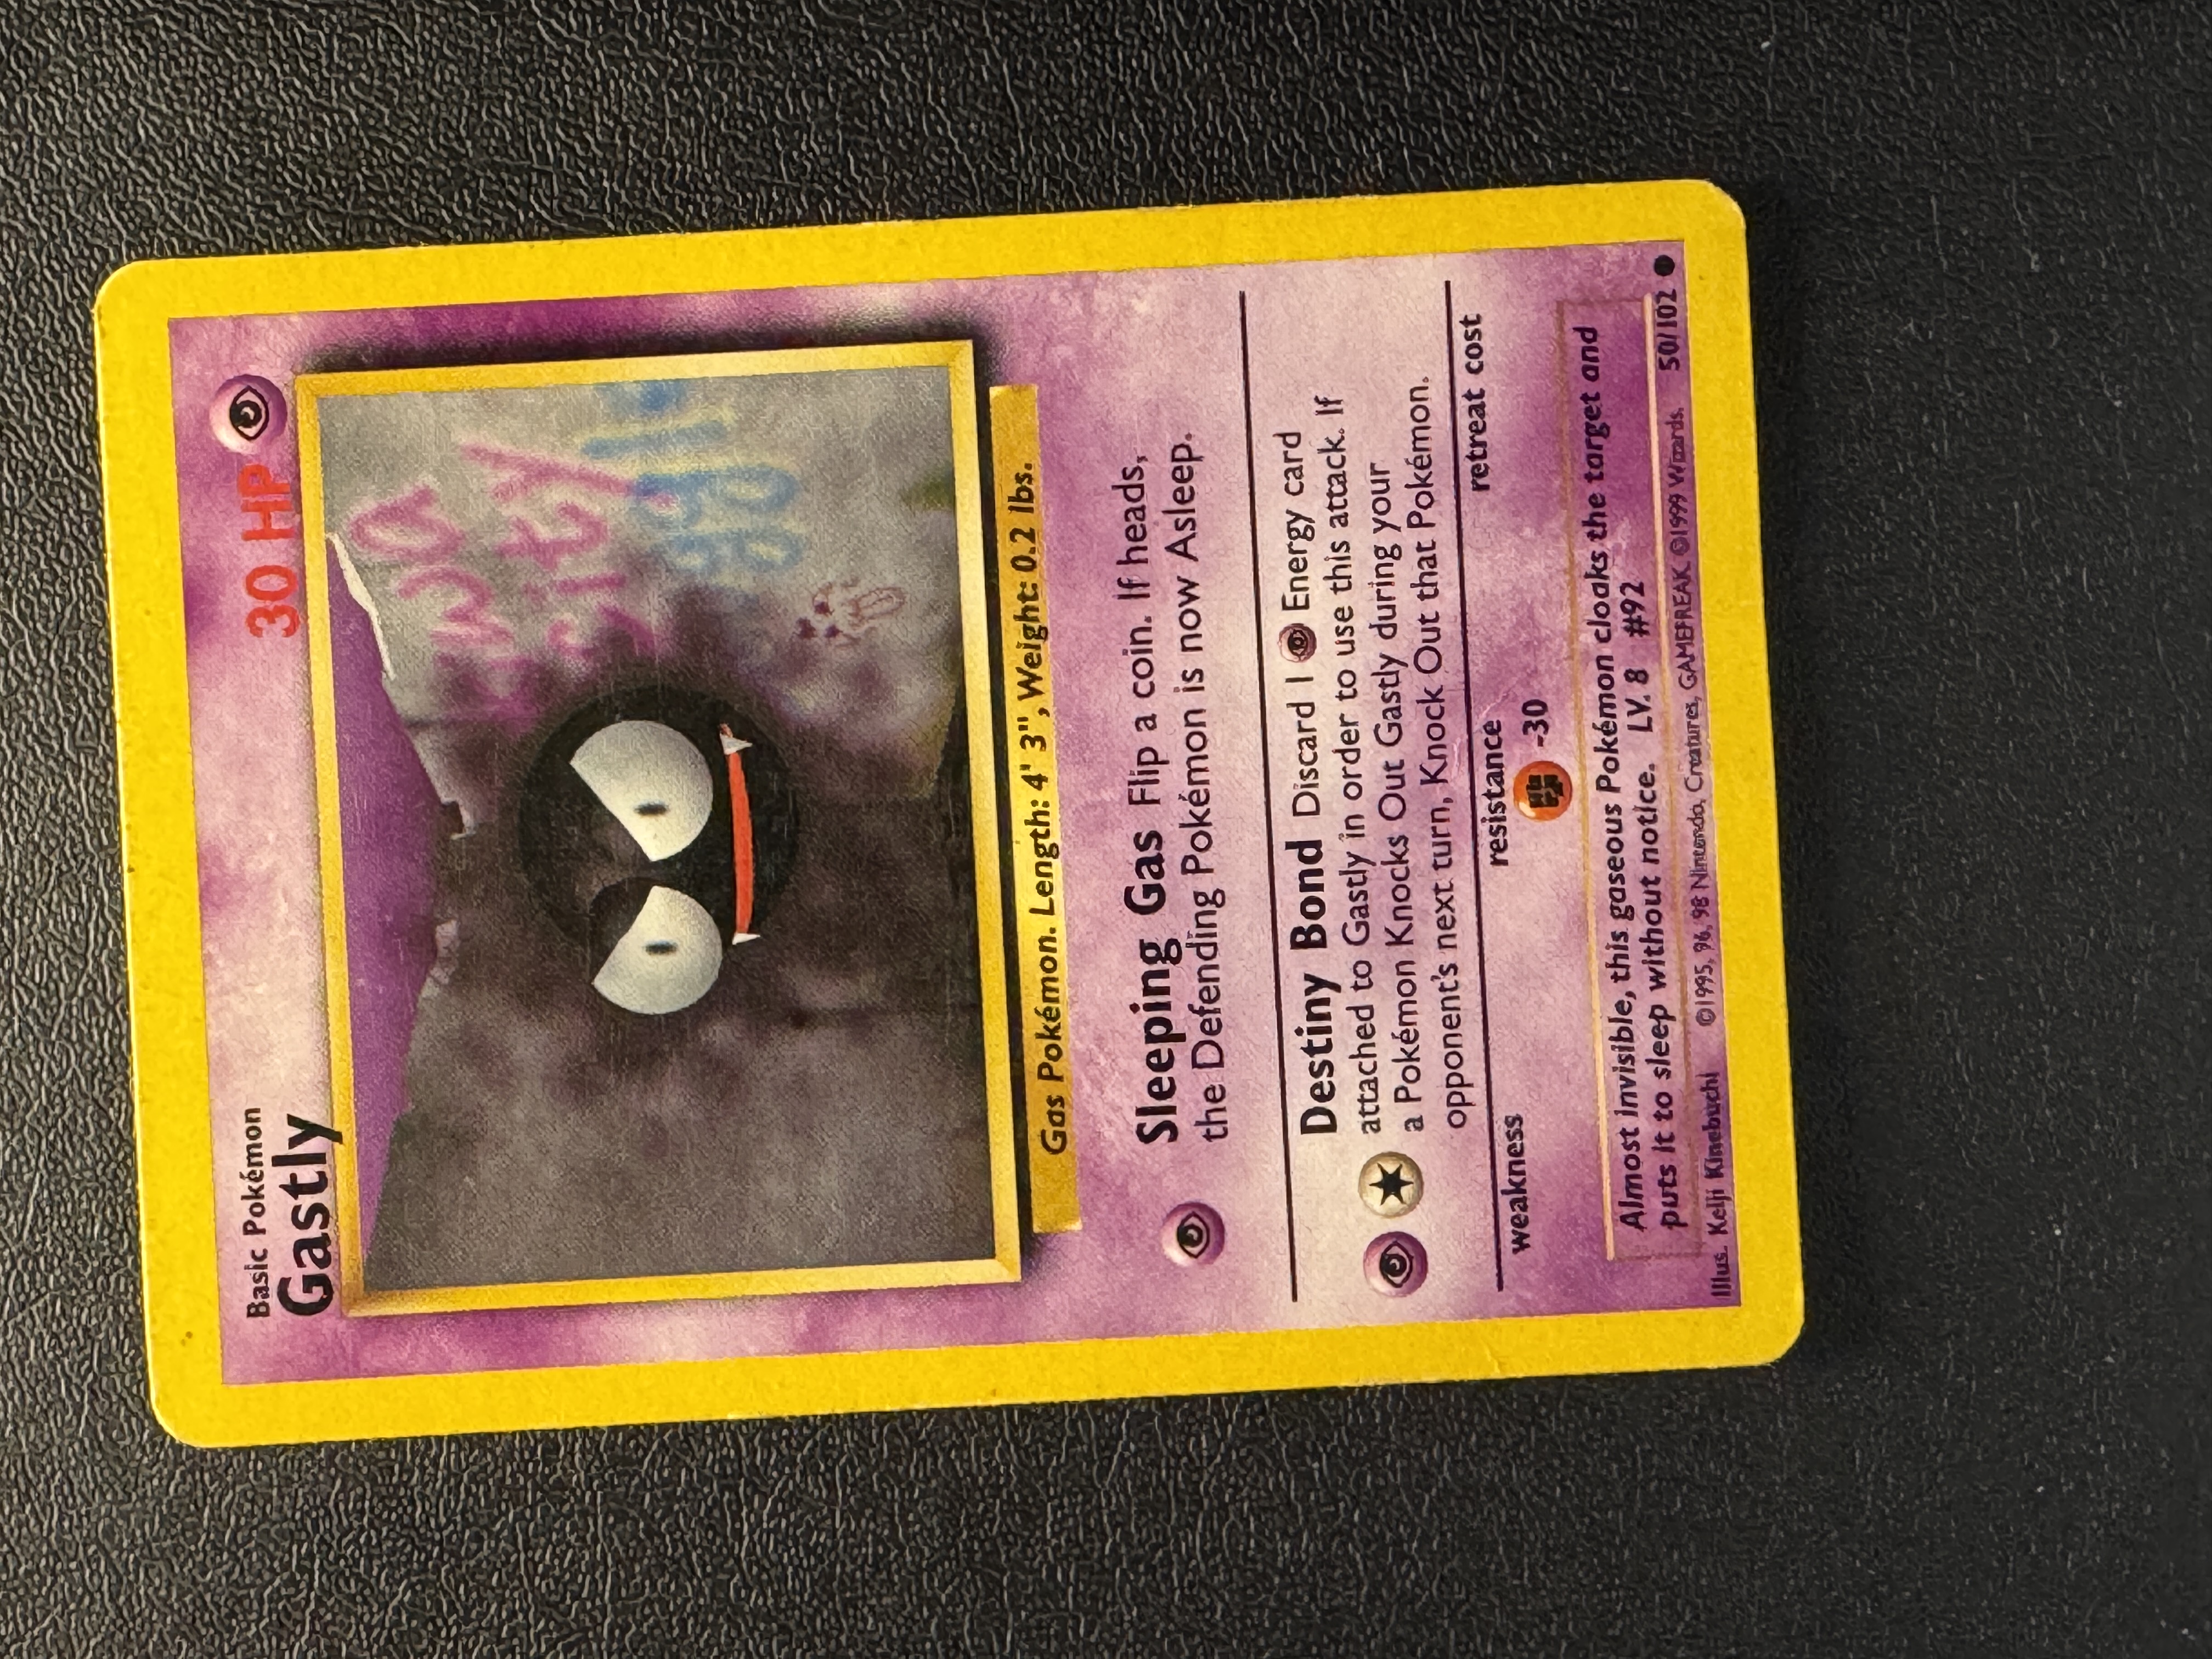 Basic Pokémon
Gastly
30 HP
Gas Pokémon. Length: 4' 3", Weight: 0.2 lbs.
Sleeping Gas Flip a coin. If heads,
the Defending Pokémon is now Asleep.
Destiny Bond Discard 1 Energy card
attached to Gastly in order to use this attack. If
a Pokémon Knocks Out Gastly during your
opponent's next turn, Knock Out that Pokémon.
weakness resistance retreat cost
-30
Almost invisible, this gaseous Pokémon cloaks the target and
puts it to sleep without notice. LV. 8 #92
Illus. Keiji Kinebuchi ©1995, 96, 98 Nintendo, Creatures, GAMEFREAK. ©1999 Wizards. 50/102